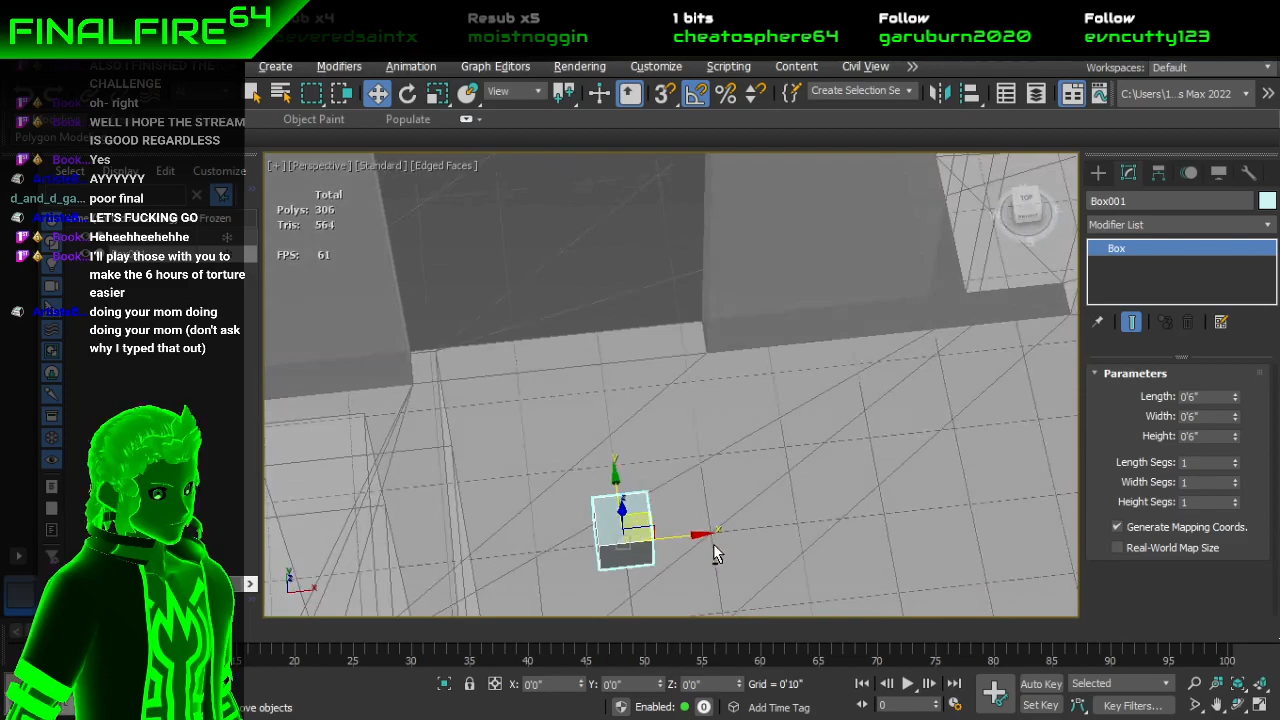 FINALFIRE64
Resub x4
severedsaintx
Resub x5
moistnoggin
1 bits
cheatosphere64
Follow
garuburn2020
Follow
evncutty123
ALSO I FINISHED THE
CHALLENGE
Book... oh- right
Book... WELL I HOPE THE STREAM
IS GOOD REGARDLESS
Book... Yes
AYYYYYY
d_and_d_ga... poor final
LET'S FUCKING GO
Book... Heheehheehehhe
Book... I'll play those with you to
make the 6 hours of torture
easier
doing your mom doing
doing your mom (don't ask
why I typed that out)
Create Modifiers Animation Graph Editors Rendering Customize Scripting Content Civil View
Workspaces: Default
View
Create Selection Se
C:\Users\1...s Max 2022
Object Paint Populate
Polygon Mode
Select Display Edit Customize
Frozen
[+] [Perspective] [Standard] [Edged Faces]
Total
Polys: 306
Tris: 564
FPS: 61
TOP
x
y
z
Box001
Modifier List
Box
Parameters
Length: 0'6"
Width: 0'6"
Height: 0'6"
Length Segs: 1
Width Segs: 1
Height Segs: 1
Generate Mapping Coords.
Real-World Map Size
15 20 25 30 35 40 45 50 55 60 65 70 75 80 85 90 95 100
X: 0'0" Y: 0'0" Z: 0'0" Grid = 0'10"
Auto Key Selected
ove objects
Enabled: 0 Add Time Tag
0
Set Key Key Filters...